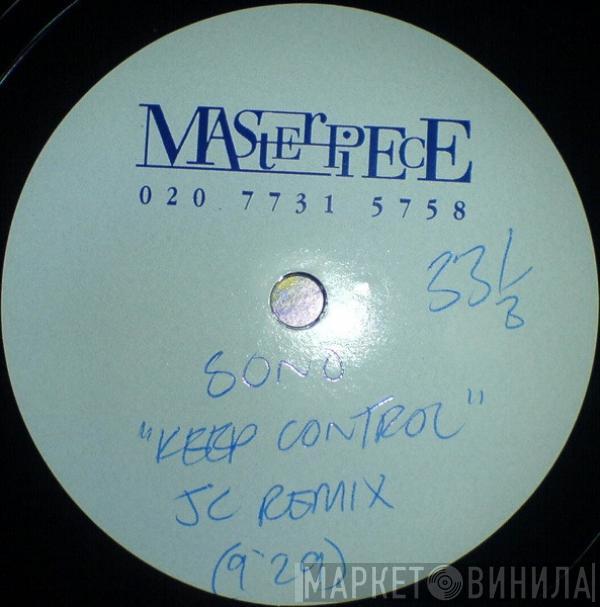 MASTERPIECE
020 7731 5758
33 1/3
SONO
"KEEP CONTROL"
JC REMIX
(9'29)
МАРКЕТ ВИНИЛА